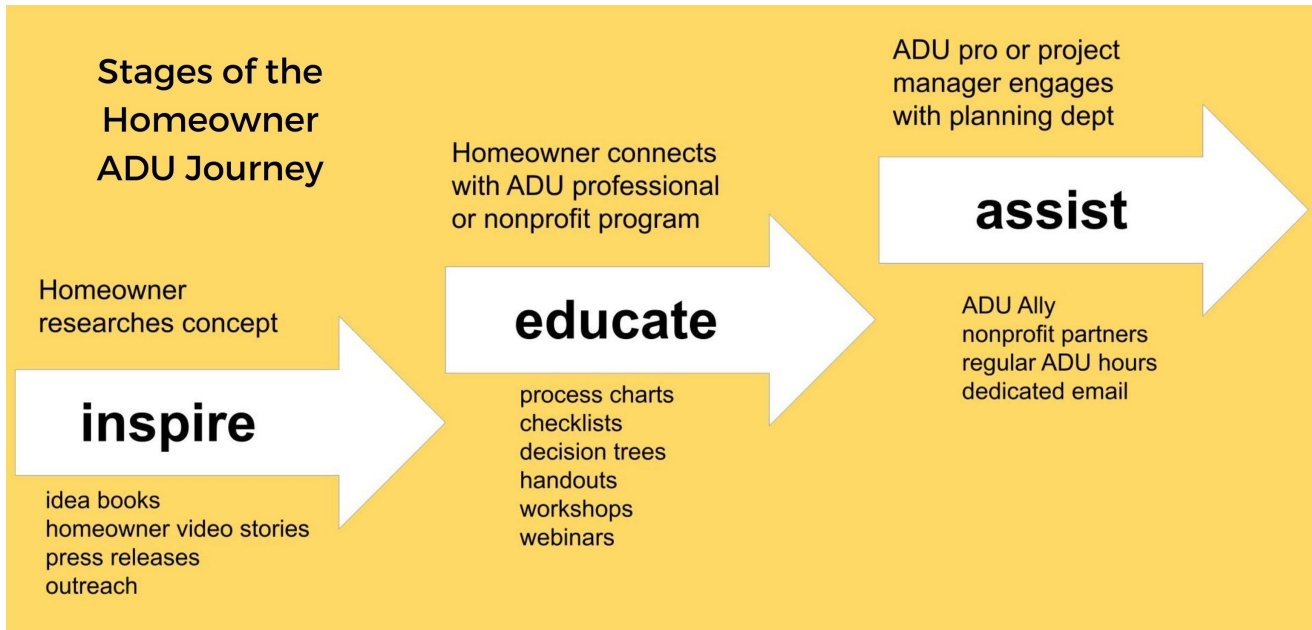 Stages of the
Homeowner
ADU Journey
Homeowner
researches concept
inspire
idea books
homeowner video stories
press releases
outreach
Homeowner connects
with ADU professional
or nonprofit program
educate
process charts
checklists
decision trees
handouts
workshops
webinars
ADU pro or project
manager engages
with planning dept
assist
ADU Ally
nonprofit partners
regular ADU hours
dedicated email